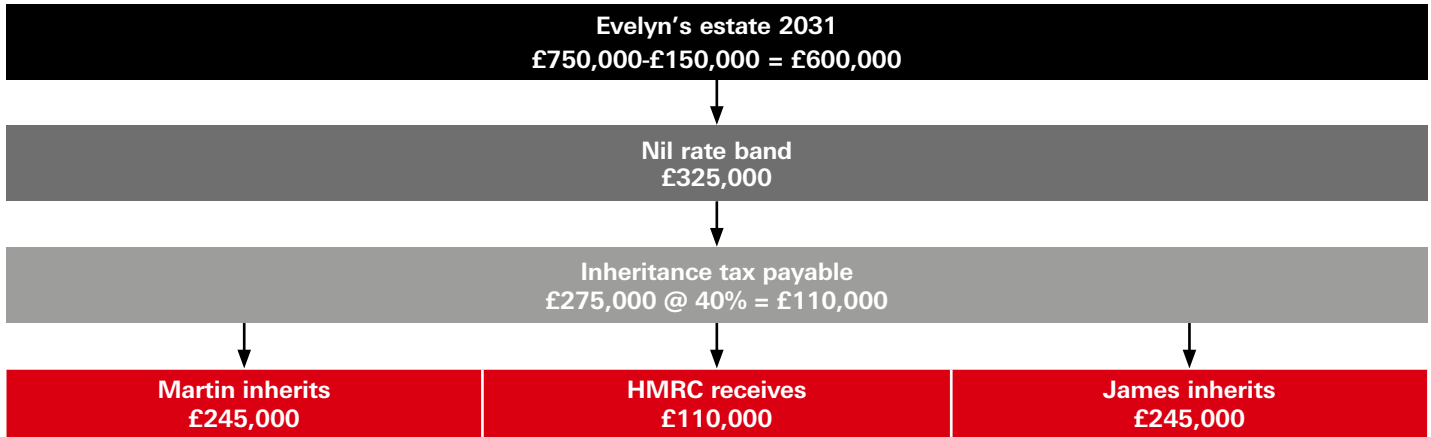 Evelyn’s estate 2031
£750,000-£150,000 = £600,000
Nil rate band
£325,000
Inheritance tax payable
£275,000 @ 40% = £110,000
Martin inherits
£245,000
HMRC receives
£110,000
James inherits
£245,000